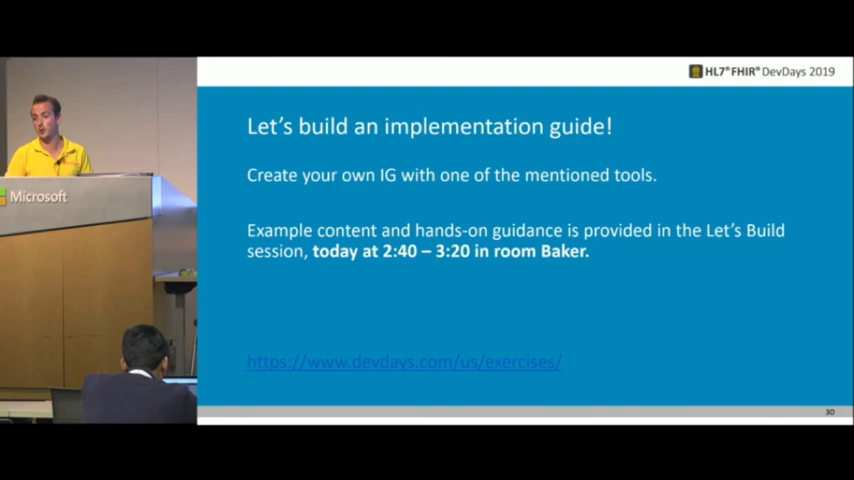 HL7® FHIR® DevDays 2019
Microsoft
Let's build an implementation guide!
Create your own IG with one of the mentioned tools.
Example content and hands-on guidance is provided in the Let's Build
session, today at 2:40 – 3:20 in room Baker.
https://www.devdays.com/us/exercises/
30